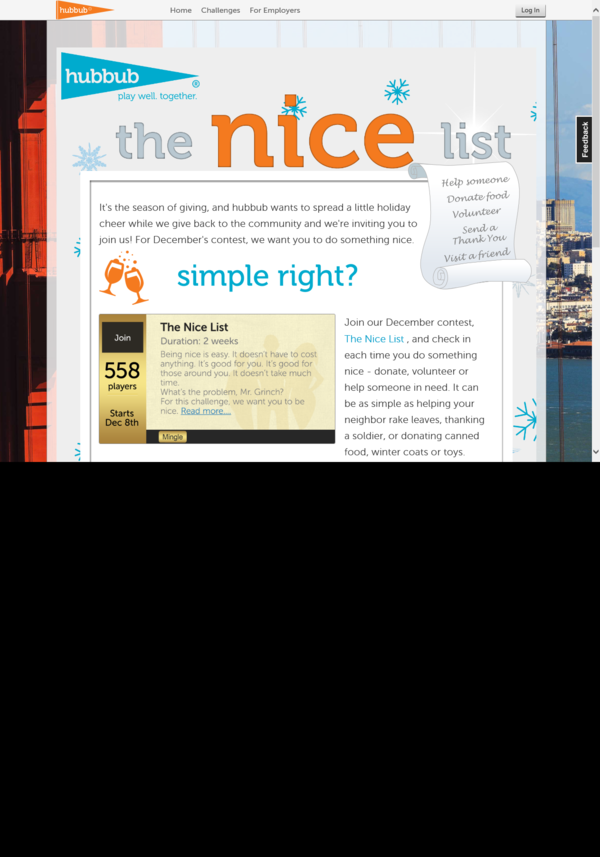 hubbub
Home Challenges For Employers
Log In
hubbub®
play well. together.
the nice list
Help someone
Donate food
Volunteer
Send a
Thank You
Visit a friend
Feedback
It's the season of giving, and hubbub wants to spread a little holiday
cheer while we give back to the community and we're inviting you to
join us! For December's contest, we want you to do something nice.
simple right?
Join
558
players
Starts
Dec 8th
The Nice List
Duration: 2 weeks
Being nice is easy. It doesn't have to cost
anything. It's good for you. It's good for
those around you. It doesn't take much
time.
What's the problem, Mr. Grinch?
For this challenge, we want you to be
nice. Read more...
Mingle
Join our December contest,
The Nice List , and check in
each time you do something
nice - donate, volunteer or
help someone in need. It can
be as simple as helping your
neighbor rake leaves, thanking
a soldier, or donating canned
food, winter coats or toys.